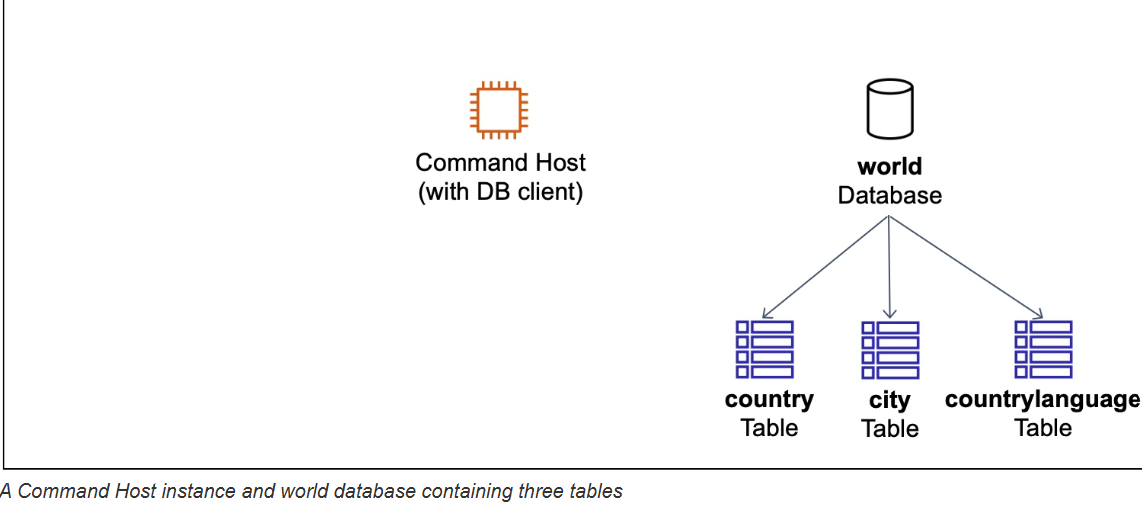 Command Host
(with DB client)
world
Database
country
Table
city
Table
countrylanguage
Table
A Command Host instance and world database containing three tables